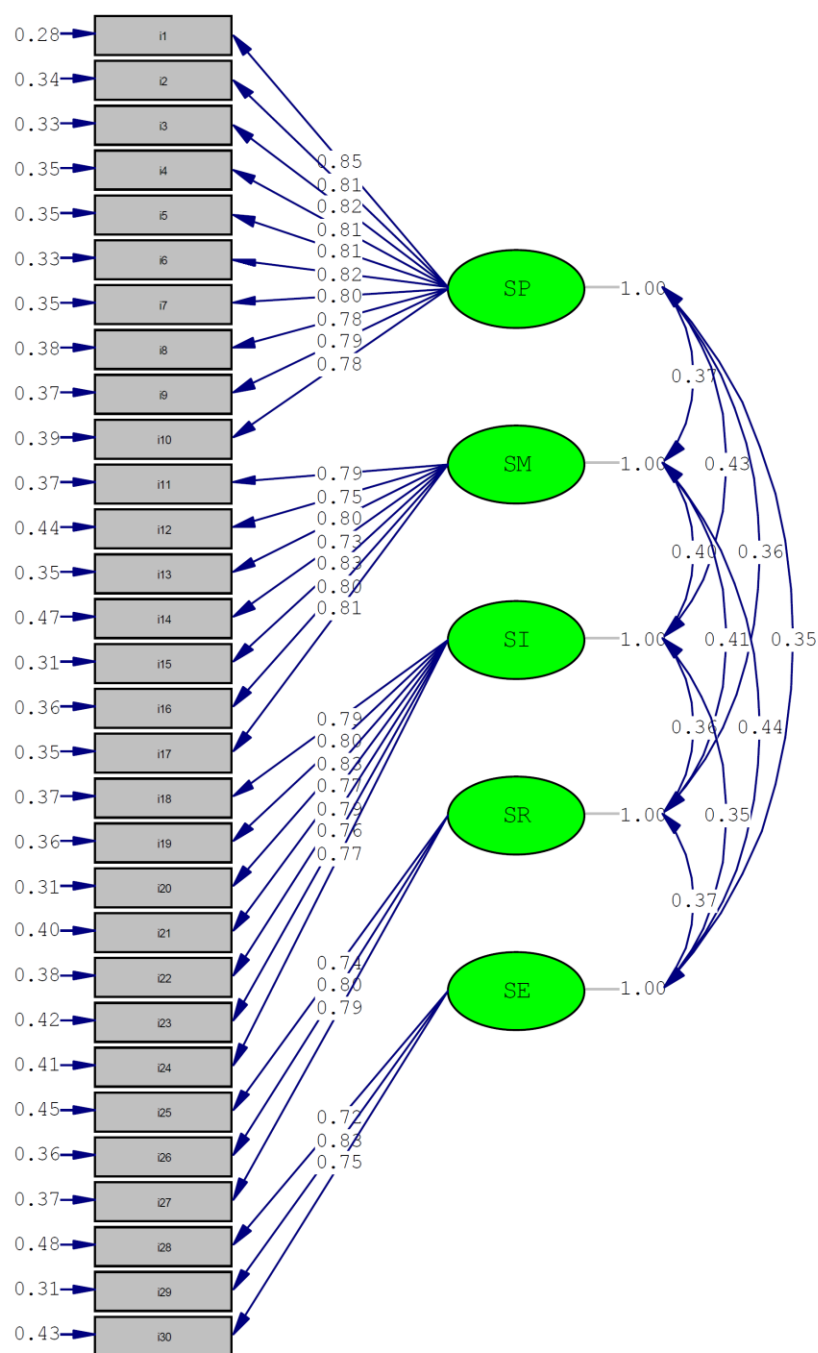 0.28 i1
0.34 i2
0.33 i3
0.35 i4
0.85
0.35 i5
0.81
0.82
0.33 i6
0.81
0.81
0.82
0.35 i7
0.80
SP 1.00
0.38 i8
0.78
0.79
0.37 i9
0.78
0.37
0.39 i10
0.37 i11
0.79
SM 1.00
0.43
0.44 i12
0.75
0.80
0.35 i13
0.73
0.83
0.40
0.36
0.47 i14
0.80
0.81
0.31 i15
SI 1.00
0.41
0.35
0.36 i16
0.79
0.35 i17
0.80
0.36
0.44
0.83
0.37 i18
0.77
0.79
SR 1.00
0.35
0.36 i19
0.76
0.77
0.31 i20
0.37
0.40 i21
0.38 i22
0.74
0.80
SE 1.00
0.42 i23
0.79
0.41 i24
0.45 i25
0.72
0.36 i26
0.83
0.75
0.37 i27
0.48 i28
0.31 i29
0.43 i30